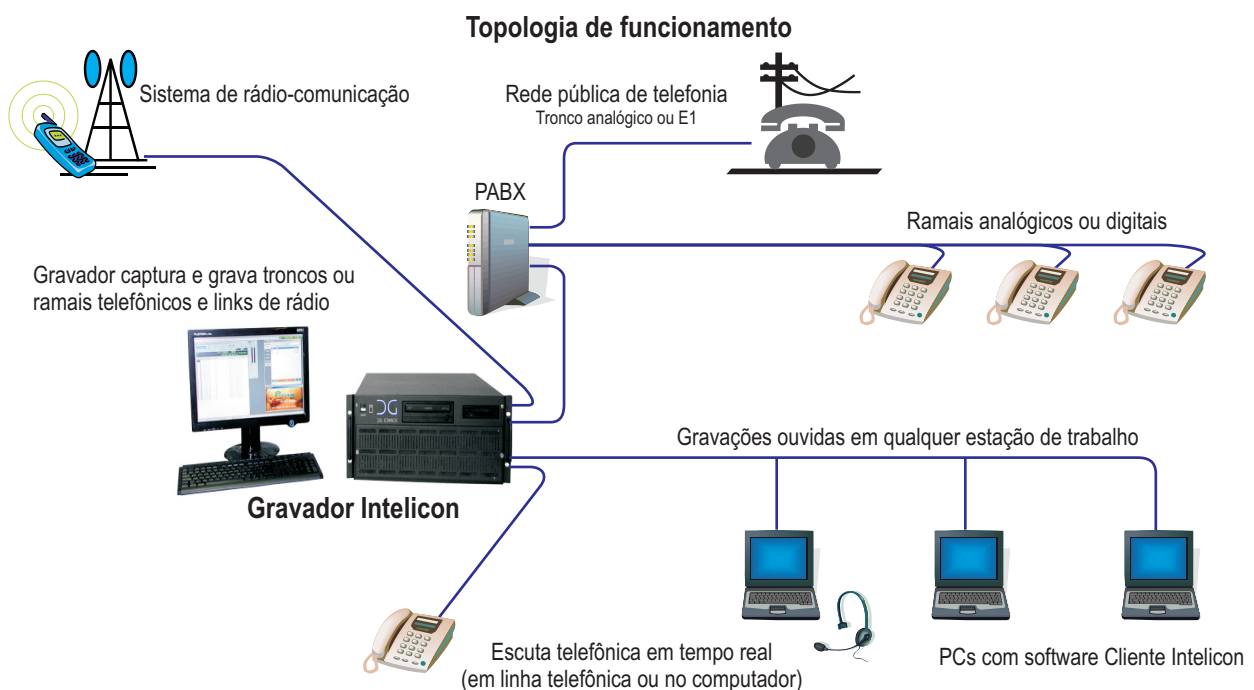 Topologia de funcionamento
Sistema de rádio-comunicação
Rede pública de telefonia
Tronco analógico ou E1
PABX
Ramais analógicos ou digitais
Gravador captura e grava troncos ou
ramais telefônicos e links de rádio
DG
Gravações ouvidas em qualquer estação de trabalho
Gravador Intelicon
Escuta telefônica em tempo real
(em linha telefônica ou no computador)
PCs com software Cliente Intelicon